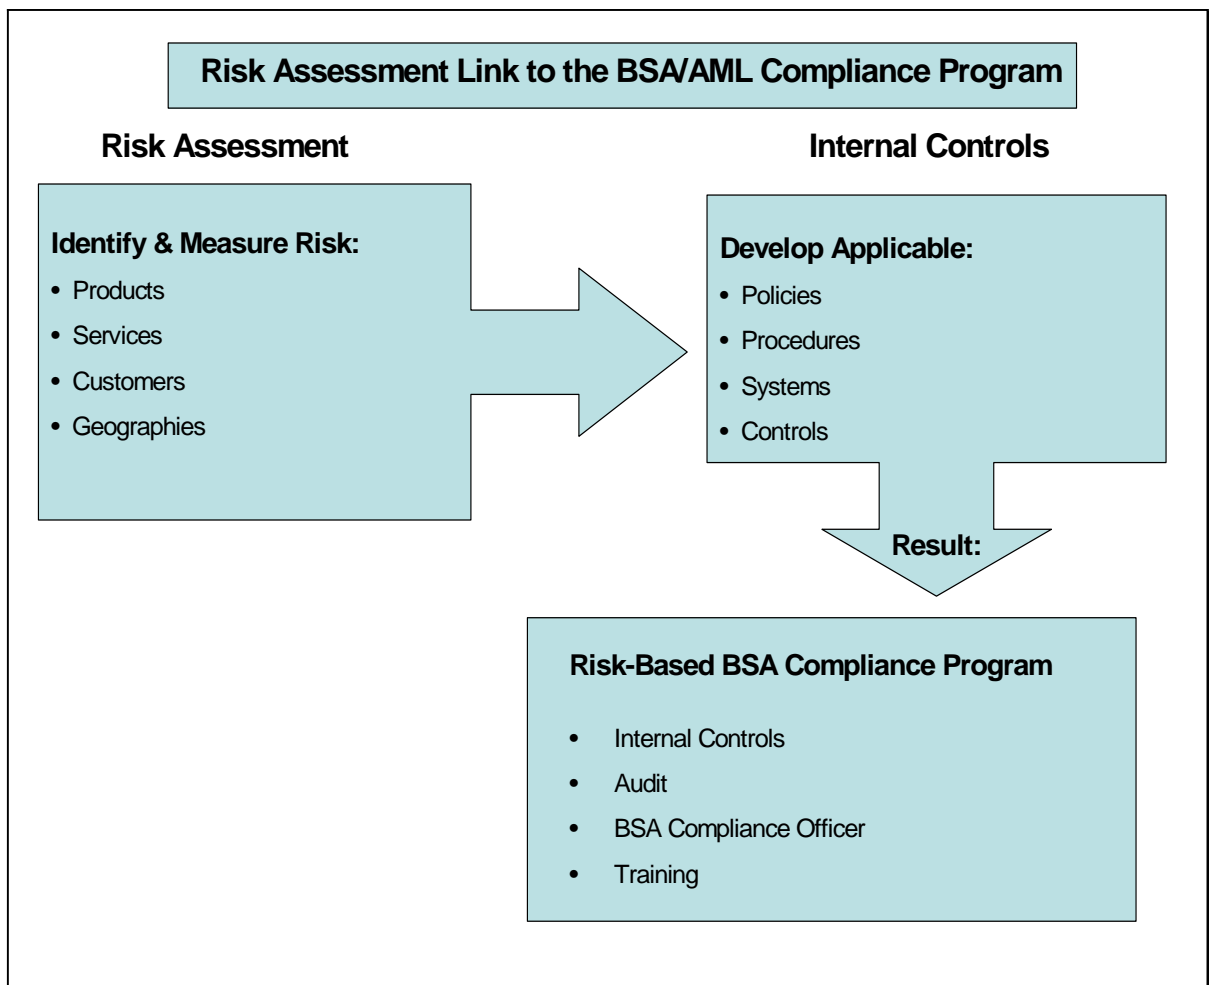 Risk Assessment Link to the BSA/AML Compliance Program
Risk Assessment
Identify & Measure Risk:
• Products
• Services
• Customers
• Geographies
Internal Controls
Develop Applicable:
• Policies
• Procedures
• Systems
• Controls
Result:
Risk-Based BSA Compliance Program
• Internal Controls
• Audit
• BSA Compliance Officer
• Training